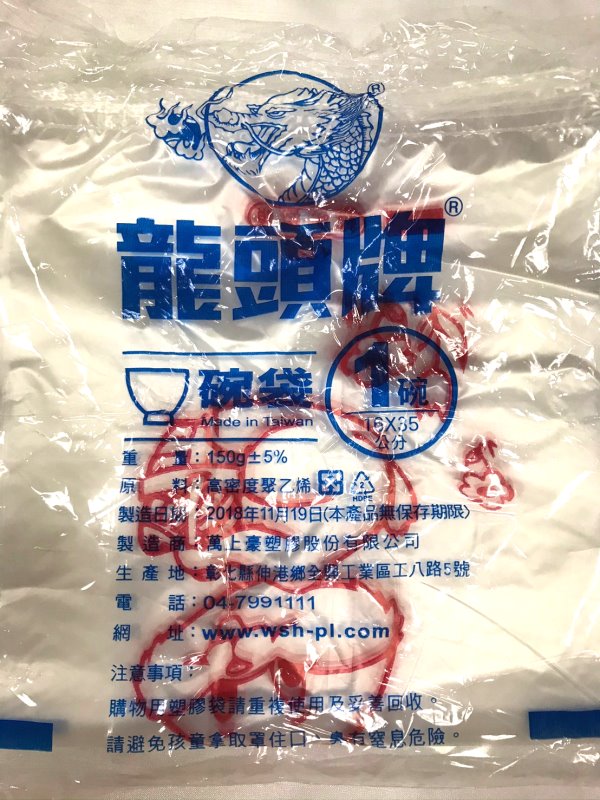 ®
龍頭牌®
碗袋
Made in Taiwan
1碗
16X35
公分
重 量：150g±5%
原 料：高密度聚乙烯
2
HDPE
製造日期：2018年11月19日(本產品無保存期限)
製造商：萬上豪塑膠股份有限公司
生產地：彰化縣伸港鄉全興工業區工八路5號
電 話：04-7991111
網 址：www.wsh-pl.com
注意事項：
購物用塑膠袋請重複使用及妥善回收。
請避免孩童拿取罩住口 臭有窒息危險。